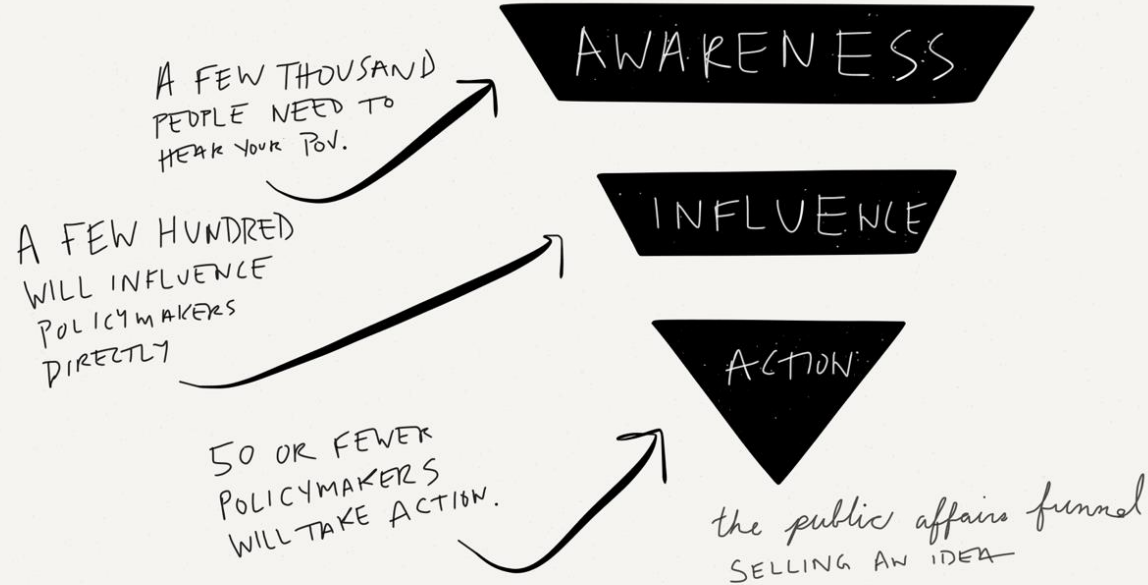 A FEW THOUSAND
PEOPLE NEED TO
HEAR YOUR POV.
AWARENESS
A FEW HUNDRED
WILL INFLUENCE
POLICYMAKERS
DIRECTLY
INFLUENCE
50 OR FEWER
POLICYMAKERS
WILL TAKE ACTION.
ACTION
the public affairs funnel
SELLING AN IDEA